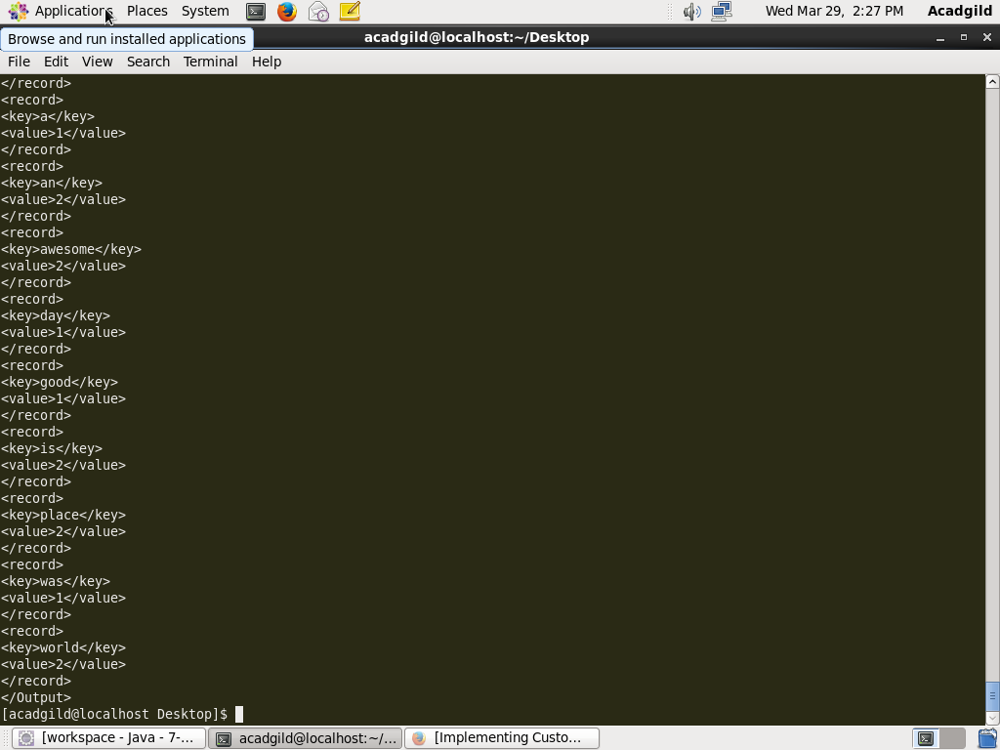 Applications Places System Wed Mar 29, 2:27 PM Acadgild
Browse and run installed applications
acadgild@localhost:~/Desktop
File Edit View Search Terminal Help
</record>
<record>
<key>a</key>
<value>1</value>
</record>
<record>
<key>an</key>
<value>2</value>
</record>
<record>
<key>awesome</key>
<value>2</value>
</record>
<record>
<key>day</key>
<value>1</value>
</record>
<record>
<key>good</key>
<value>1</value>
</record>
<record>
<key>is</key>
<value>2</value>
</record>
<record>
<key>place</key>
<value>2</value>
</record>
<record>
<key>was</key>
<value>1</value>
</record>
<record>
<key>world</key>
<value>2</value>
</record>
</Output>
[acadgild@localhost Desktop]$
[workspace - Java - 7-... acadgild@localhost:~/... [Implementing Custo...